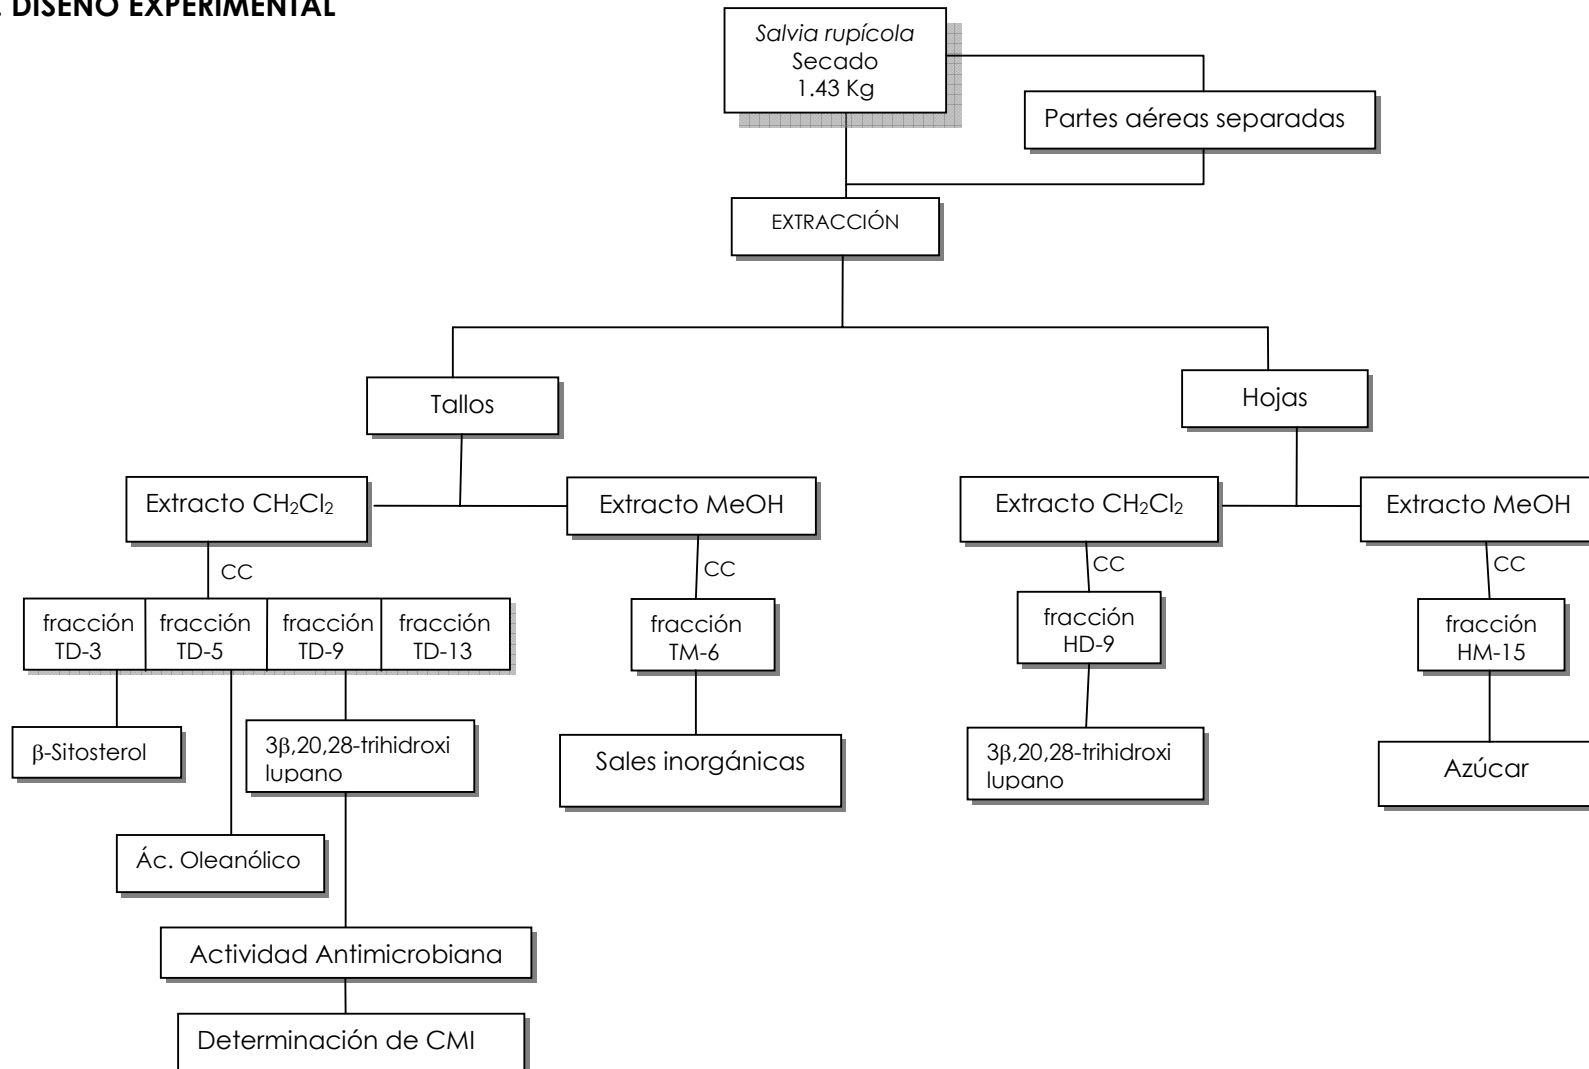 . DISEÑO EXPERIMENTAL
Salvia rupícola
Secado
1.43 Kg
Partes aéreas separadas
EXTRACCIÓN
Tallos
Hojas
Extracto CH₂Cl₂
Extracto MeOH
Extracto CH₂Cl₂
Extracto MeOH
CC
CC
CC
CC
fracción
TD-3
fracción
TD-5
fracción
TD-9
fracción
TD-13
fracción
TM-6
fracción
HD-9
fracción
HM-15
β-Sitosterol
3β,20,28-trihidroxi
lupano
Sales inorgánicas
3β,20,28-trihidroxi
lupano
Azúcar
Ác. Oleanólico
Actividad Antimicrobiana
Determinación de CMI